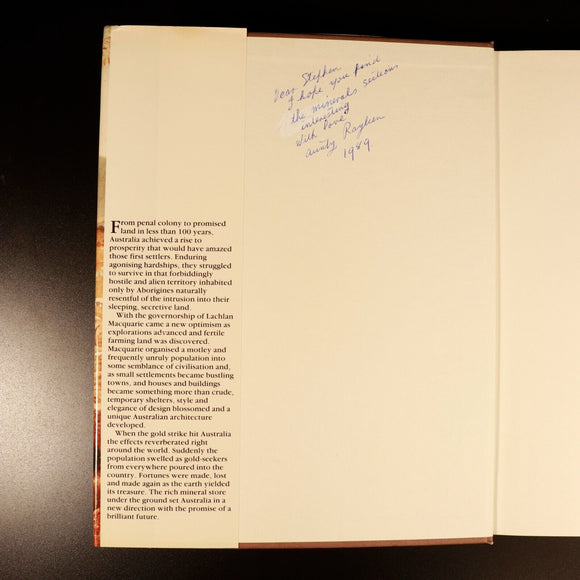 Dear Stephen
I hope you find
the minerals sections
interesting
With love,
aunty Rayleen
1989
From penal colony to promised
land in less than 100 years,
Australia achieved a rise to
prosperity that would have amazed
those first settlers. Enduring
agonising hardships, they struggled
to survive in that forbiddingly
hostile and alien territory inhabited
only by Aborigines naturally
resentful of the intrusion into their
sleeping, secretive land.
With the governorship of Lachlan
Macquarie came a new optimism as
explorations advanced and fertile
farming land was discovered.
Macquarie organised a motley and
frequently unruly population into
some semblance of civilisation and,
as small settlements became bustling
towns, and houses and buildings
became something more than crude,
temporary shelters, style and
elegance of design blossomed and a
unique Australian architecture
developed.
When the gold strike hit Australia
the effects reverberated right
around the world. Suddenly the
population swelled as gold-seekers
from everywhere poured into the
country. Fortunes were made, lost
and made again as the earth yielded
its treasure. The rich mineral store
under the ground set Australia in a
new direction with the promise of a
brilliant future.